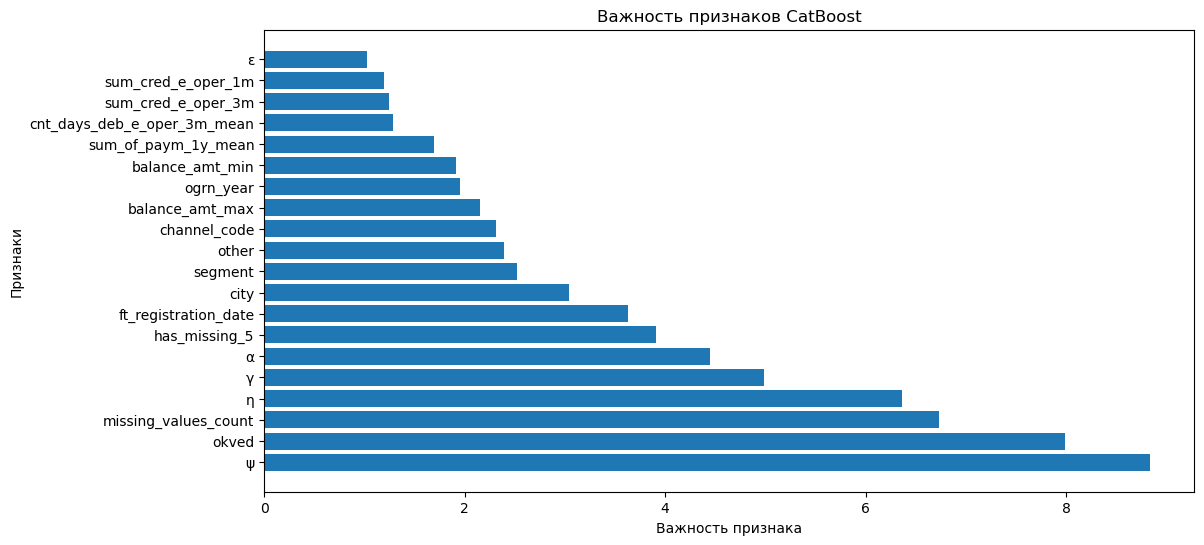 Важность признаков CatBoost
Признаки
ε
sum_cred_e_oper_1m
sum_cred_e_oper_3m
cnt_days_deb_e_oper_3m_mean
sum_of_paym_1y_mean
balance_amt_min
ogrn_year
balance_amt_max
channel_code
other
segment
city
ft_registration_date
has_missing_5
α
γ
η
missing_values_count
okved
ψ
0 2 4 6 8
Важность признака